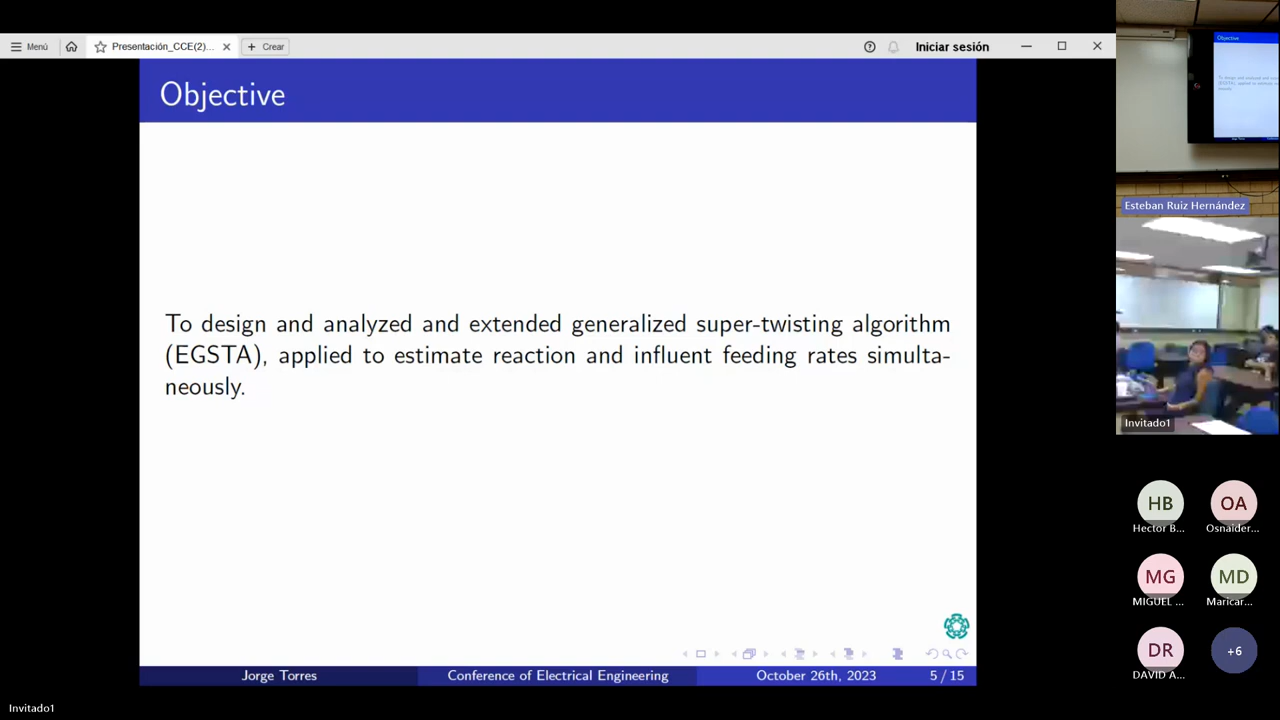 Menú
Presentación_CCE(2)...
Crear
Iniciar sesión
Objective
To design and analyzed and extended generalized super-twisting algorithm
(EGSTA), applied to estimate reaction and influent feeding rates simulta-
neously.
Jorge Torres
Conference of Electrical Engineering
October 26th, 2023
5 / 15
Objective
Esteban Ruiz Hernández
Invitado1
HB
Hector B...
OA
Osnaider...
MG
MIGUEL ...
MD
Maricar...
DR
DAVID A...
+6
Invitado1